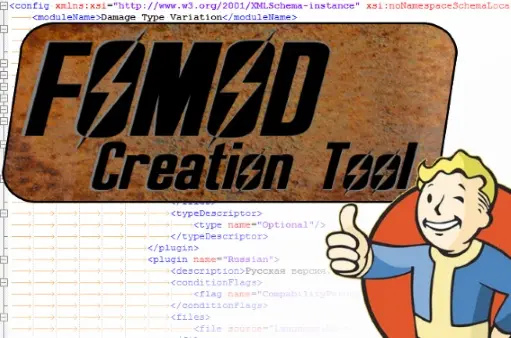 <config xmlns:xsi="http://www.w3.org/2001/XMLSchema-instance" xsi:noNamespaceSchemaLoca
<moduleName>Damage Type Variation</moduleName>
FOMOD
Creation Tool
<typeDescriptor>
<type name="Optional"/>
</typeDescriptor>
</plugin>
<plugin name="Russian">
<description>Русская версия
<conditionFlags>
<flag name=
</conditionFlags>
<files>
<file source=